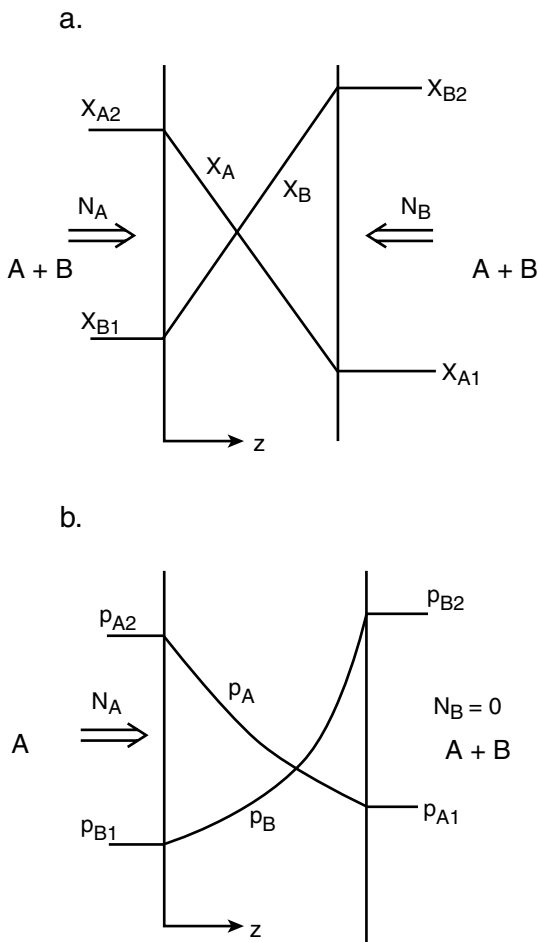 a.
X_B2
X_A2
X_A
X_B
N_A
N_B
A + B
A + B
X_B1
X_A1
z
b.
p_B2
p_A2
p_A
N_A
N_B = 0
A
A + B
p_B1
p_B
p_A1
z